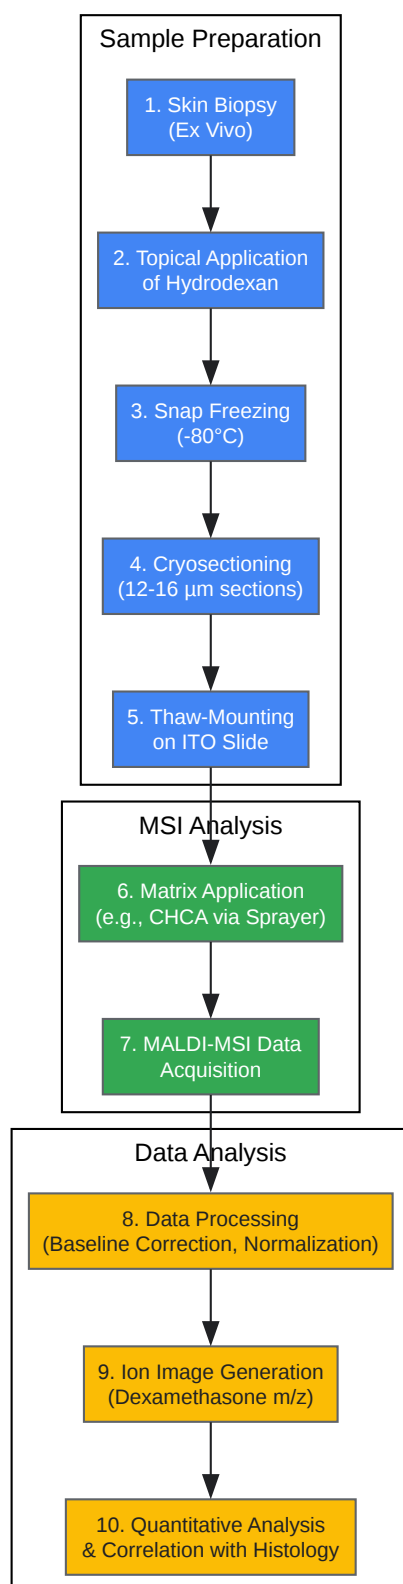 Sample Preparation
1. Skin Biopsy
(Ex Vivo)
2. Topical Application
of Hydrodexan
3. Snap Freezing
(-80°C)
4. Cryosectioning
(12-16 µm sections)
5. Thaw-Mounting
on ITO Slide
MSI Analysis
6. Matrix Application
(e.g., CHCA via Sprayer)
7. MALDI-MSI Data
Acquisition
Data Analysis
8. Data Processing
(Baseline Correction, Normalization)
9. Ion Image Generation
(Dexamethasone m/z)
10. Quantitative Analysis
& Correlation with Histology